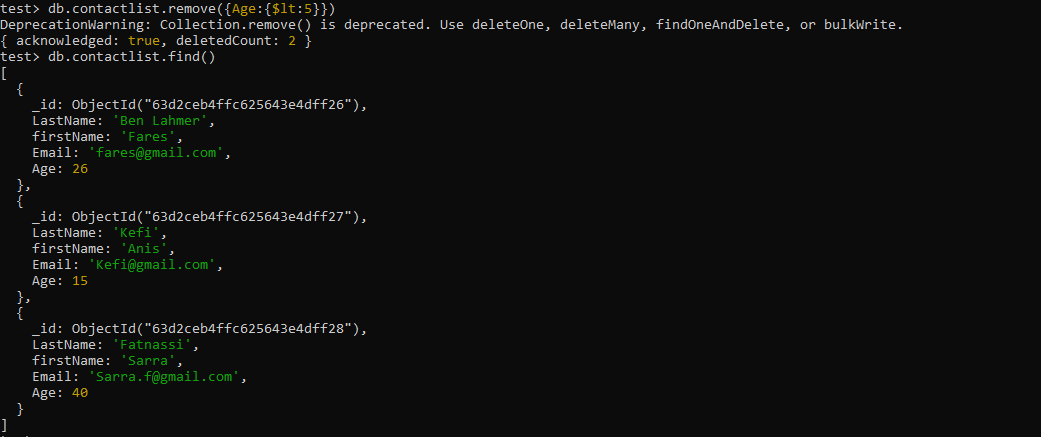 test> db.contactlist.remove({Age:{$lt:5}})
DeprecationWarning: Collection.remove() is deprecated. Use deleteOne, deleteMany, findOneAndDelete, or bulkWrite.
{ acknowledged: true, deletedCount: 2 }
test> db.contactlist.find()
[
  {
    _id: ObjectId("63d2ceb4ffc625643e4dff26"),
    LastName: 'Ben Lahmer',
    firstName: 'Fares',
    Email: 'fares@gmail.com',
    Age: 26
  },
  {
    _id: ObjectId("63d2ceb4ffc625643e4dff27"),
    LastName: 'Kefi',
    firstName: 'Anis',
    Email: 'Kefi@gmail.com',
    Age: 15
  },
  {
    _id: ObjectId("63d2ceb4ffc625643e4dff28"),
    LastName: 'Fatnassi',
    firstName: 'Sarra',
    Email: 'Sarra.f@gmail.com',
    Age: 40
  }
]